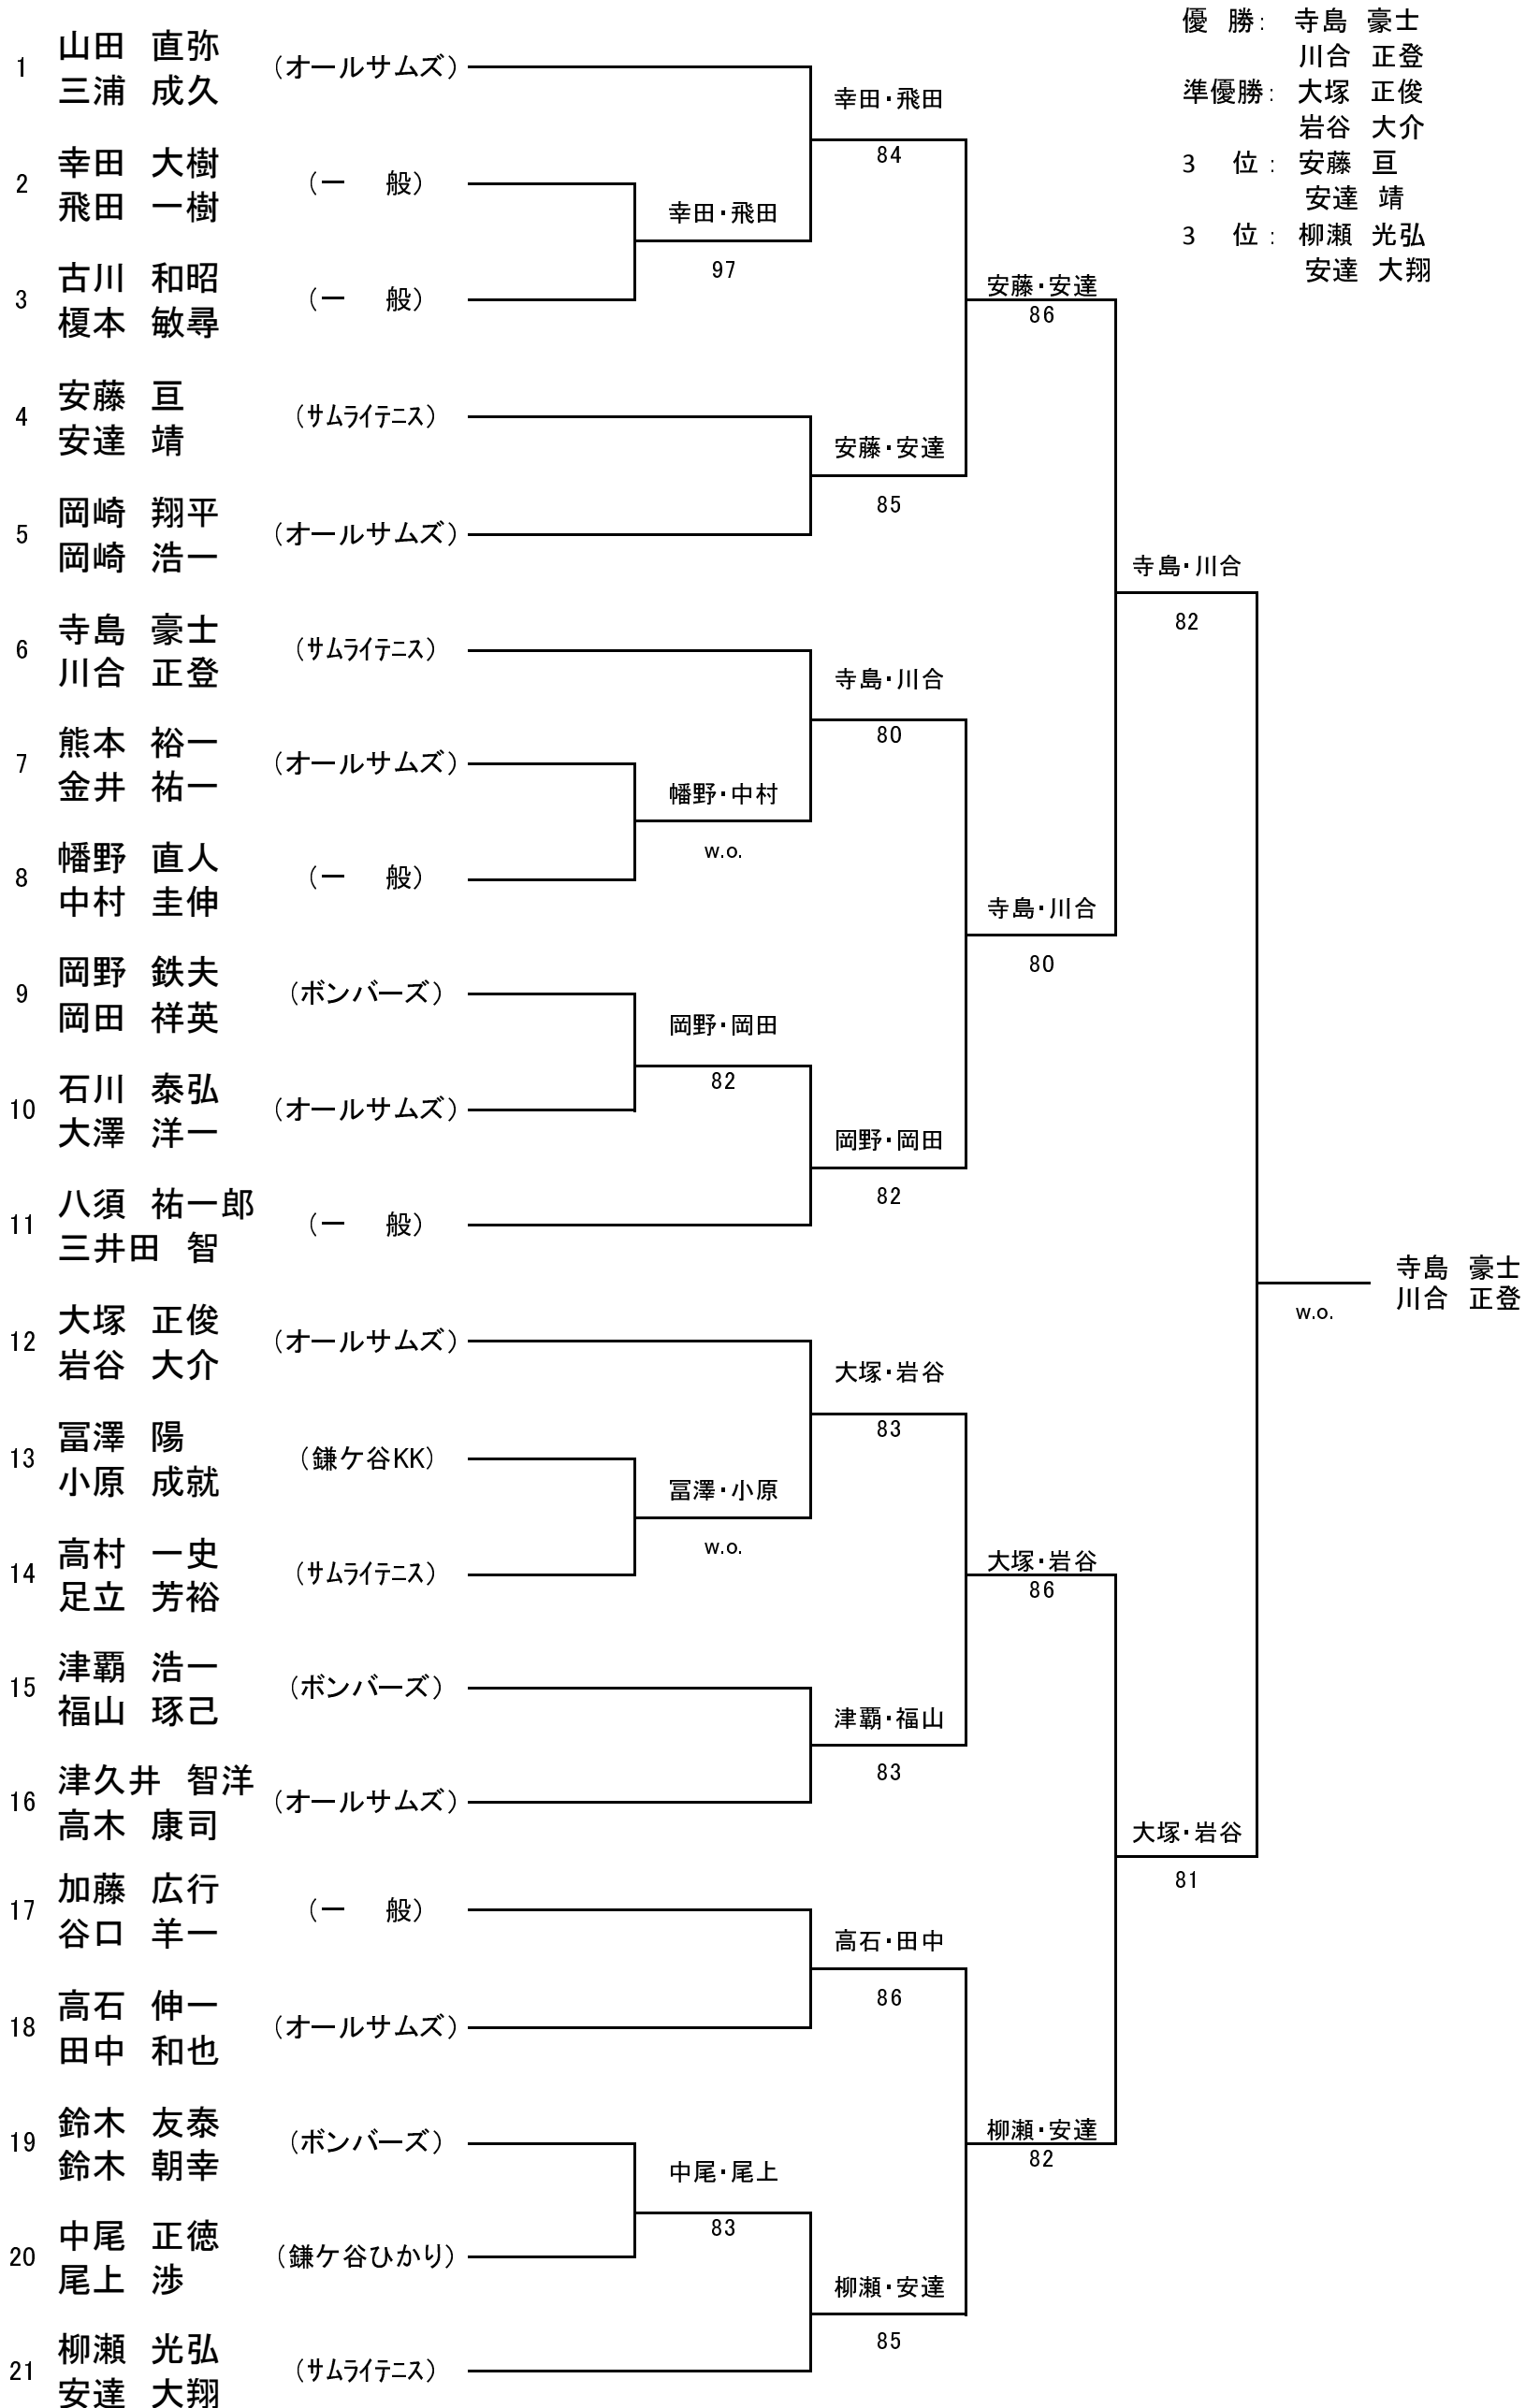 優 勝: 寺島 豪士
川合 正登
準優勝: 大塚 正俊
岩谷 大介
3 位: 安藤 亘
安達 靖
3 位: 柳瀬 光弘
安達 大翔
1 山田 直弥 (オールサムズ)
三浦 成久
幸田・飛田
84
2 幸田 大樹 (一 般)
飛田 一樹
幸田・飛田
97
3 古川 和昭 (一 般)
榎本 敏尋
安藤・安達
86
4 安藤 亘 (サムライテニス)
安達 靖
安藤・安達
85
5 岡崎 翔平 (オールサムズ)
岡崎 浩一
寺島・川合
82
6 寺島 豪士 (サムライテニス)
川合 正登
寺島・川合
80
7 熊本 裕一 (オールサムズ)
金井 祐一
幡野・中村
w.o.
8 幡野 直人 (一 般)
中村 圭伸
寺島・川合
80
9 岡野 鉄夫 (ボンバーズ)
岡田 祥英
岡野・岡田
82
10 石川 泰弘 (オールサムズ)
大澤 洋一
岡野・岡田
82
11 八須 祐一郎 (一 般)
三井田 智
寺島 豪士
川合 正登
w.o.
12 大塚 正俊 (オールサムズ)
岩谷 大介
大塚・岩谷
83
13 冨澤 陽 (鎌ケ谷KK)
小原 成就
冨澤・小原
w.o.
14 高村 一史 (サムライテニス)
足立 芳裕
大塚・岩谷
86
15 津覇 浩一 (ボンバーズ)
福山 琢己
津覇・福山
83
16 津久井 智洋 (オールサムズ)
高木 康司
大塚・岩谷
81
17 加藤 広行 (一 般)
谷口 羊一
高石・田中
86
18 高石 伸一 (オールサムズ)
田中 和也
19 鈴木 友泰 (ボンバーズ)
鈴木 朝幸
柳瀬・安達
82
中尾・尾上
83
20 中尾 正徳 (鎌ケ谷ひかり)
尾上 渉
柳瀬・安達
85
21 柳瀬 光弘 (サムライテニス)
安達 大翔